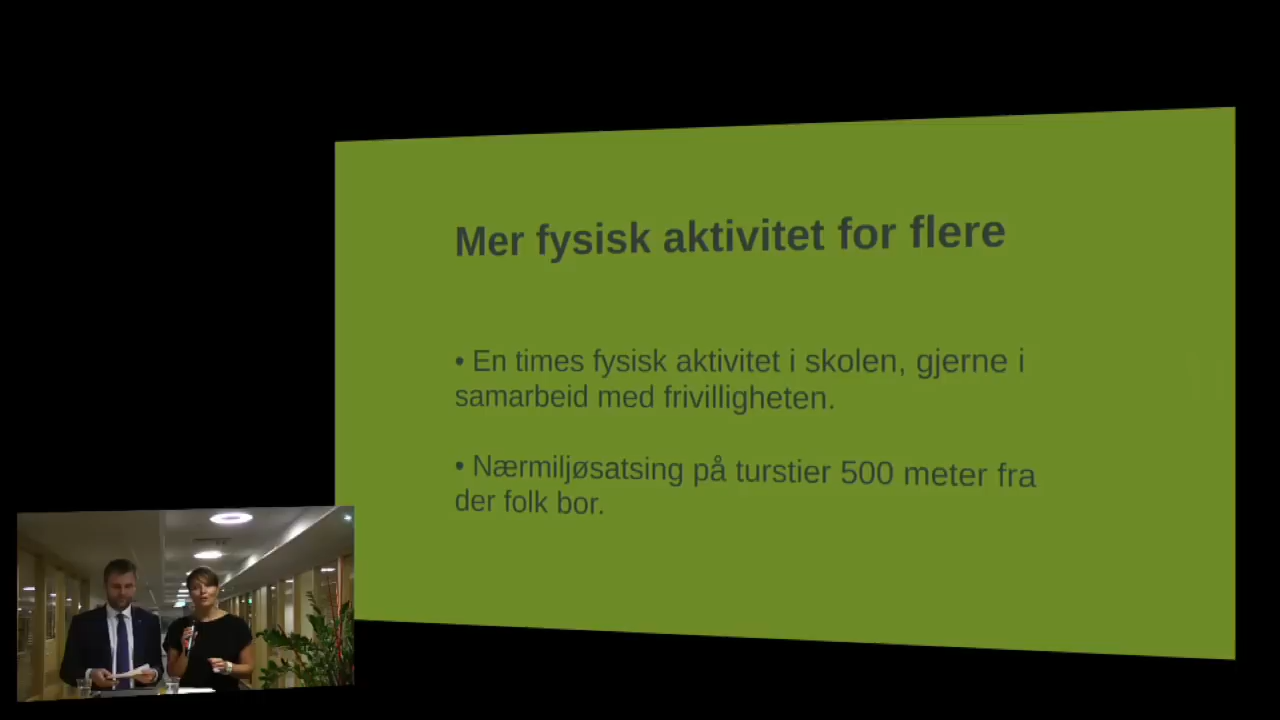 Mer fysisk aktivitet for flere
• En times fysisk aktivitet i skolen, gjerne i
samarbeid med frivilligheten.
• Nærmiljøsatsing på turstier 500 meter fra
der folk bor.